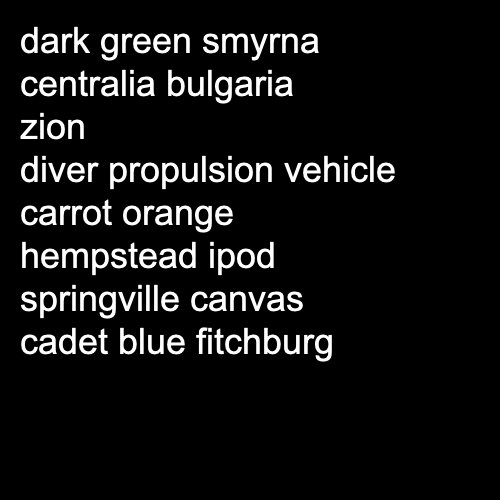 dark green smyrna
centralia bulgaria
zion
diver propulsion vehicle
carrot orange
hempstead ipod
springville canvas
cadet blue fitchburg